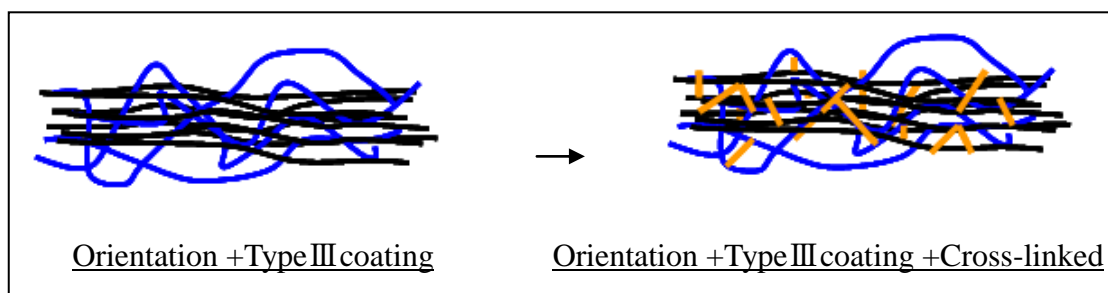 Orientation +TypeⅢcoating
Orientation +TypeⅢcoating +Cross-linked